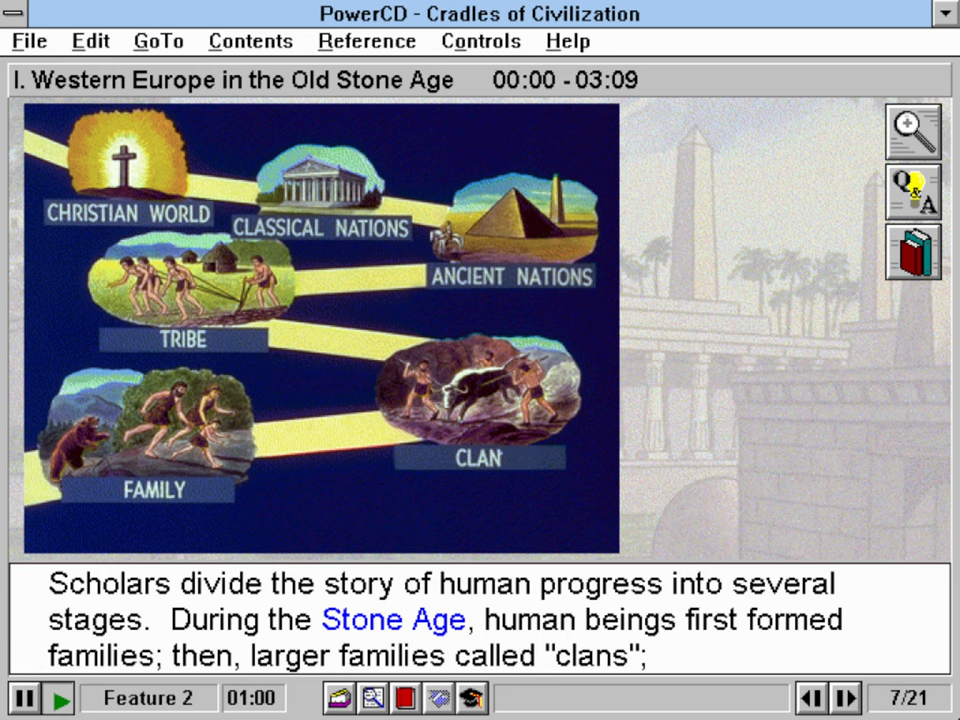 PowerCD - Cradles of Civilization
File Edit GoTo Contents Reference Controls Help
I. Western Europe in the Old Stone Age 00:00 - 03:09
CHRISTIAN WORLD
CLASSICAL NATIONS
ANCIENT NATIONS
TRIBE
CLAN
FAMILY
Q
&
A
Scholars divide the story of human progress into several
stages. During the Stone Age, human beings first formed
families; then, larger families called "clans";
Feature 2 01:00 7/21